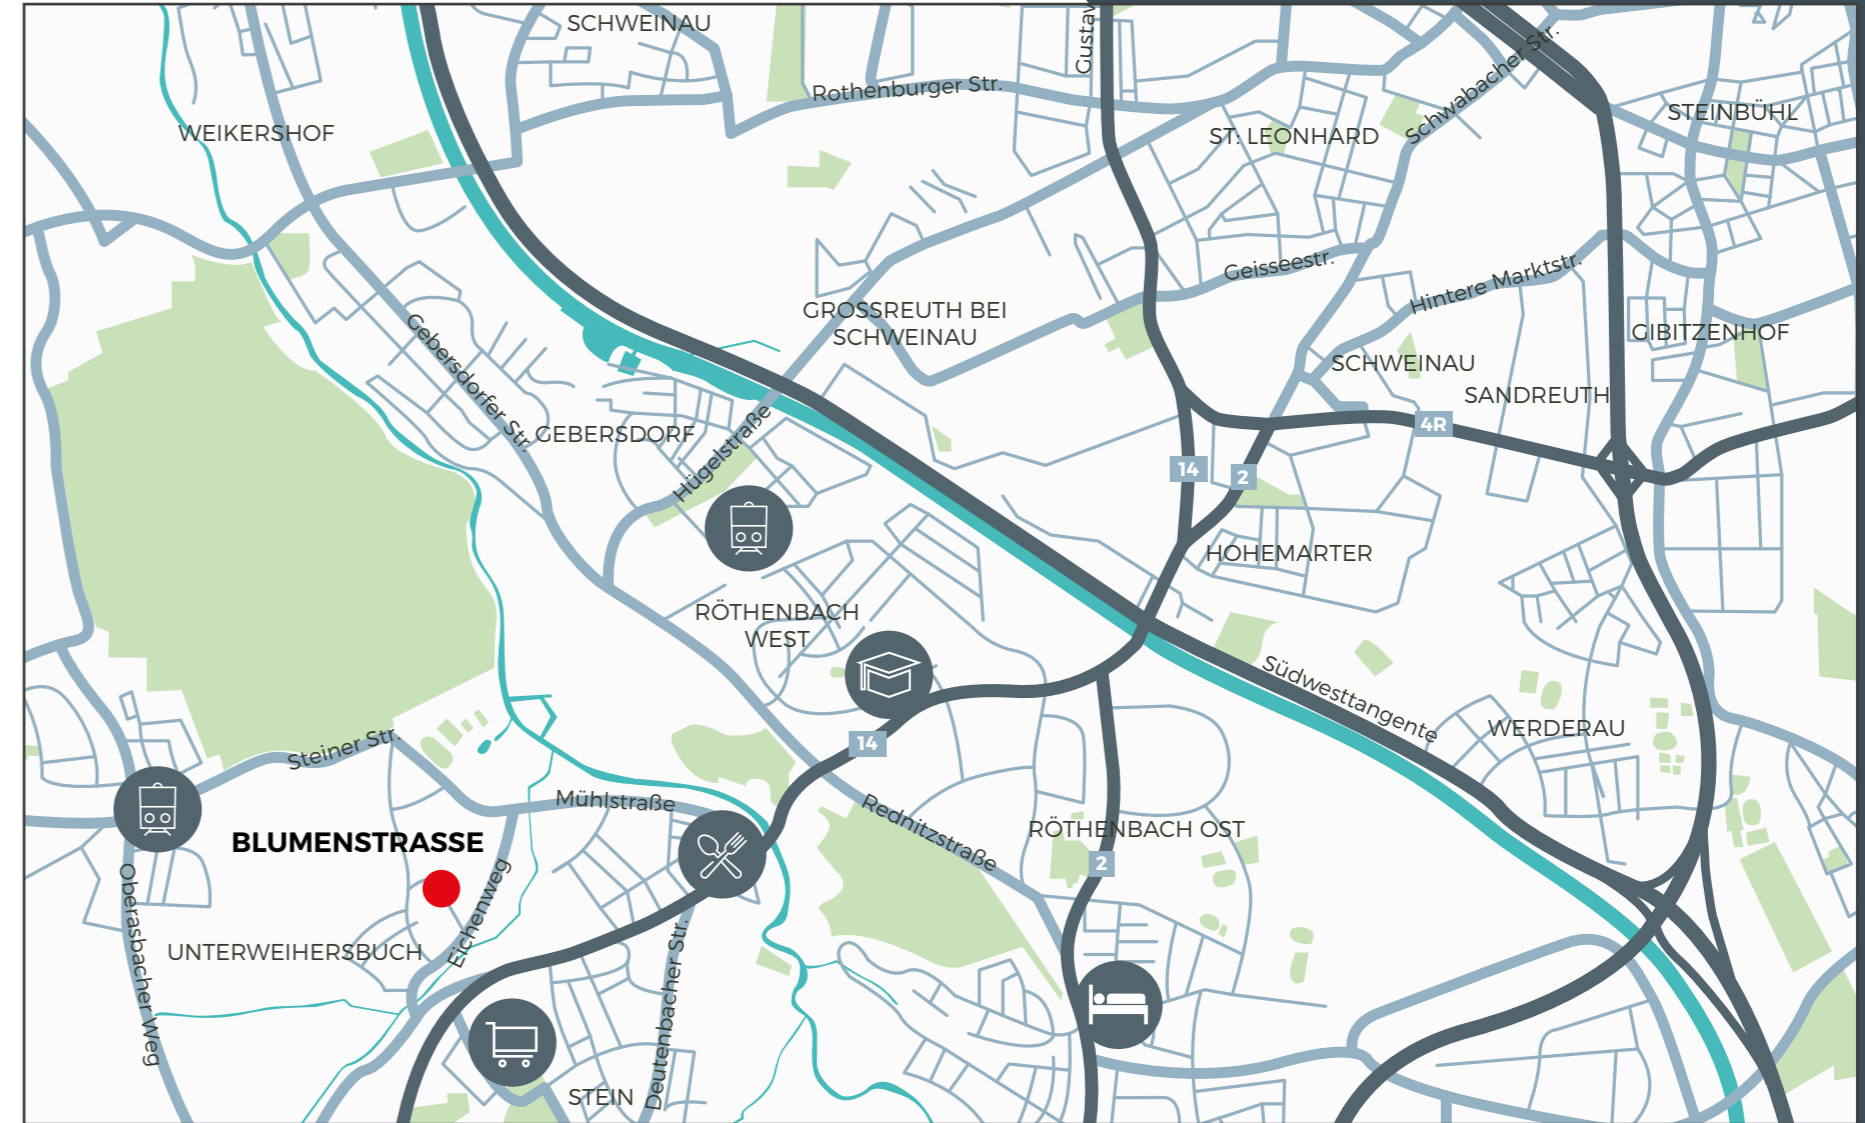 SCHWEINAU
Gustav
Rothenburger Str.
Schwabacher Str.
STEINBÜHL
WEIKERSHOF
ST. LEONHARD
Geisseestr.
Hintere Marktstr.
GROSSREUTH BEI
SCHWEINAU
GIBITZENHOF
Gebersdorfer Str.
SCHWEINAU
SANDREUTH
4R
GEBERSDORF
Hügelstraße
14
2
HOHEMARTER
RÖTHENBACH
WEST
Südwesttangente
WERDERAU
Steiner Str.
14
Mühlstraße
Rednitzstraße
RÖTHENBACH OST
BLUMENSTRASSE
2
Oberasbacher Weg
Eichenweg
UNTERWEIHERSBUCH
Deutenbacher Str.
STEIN